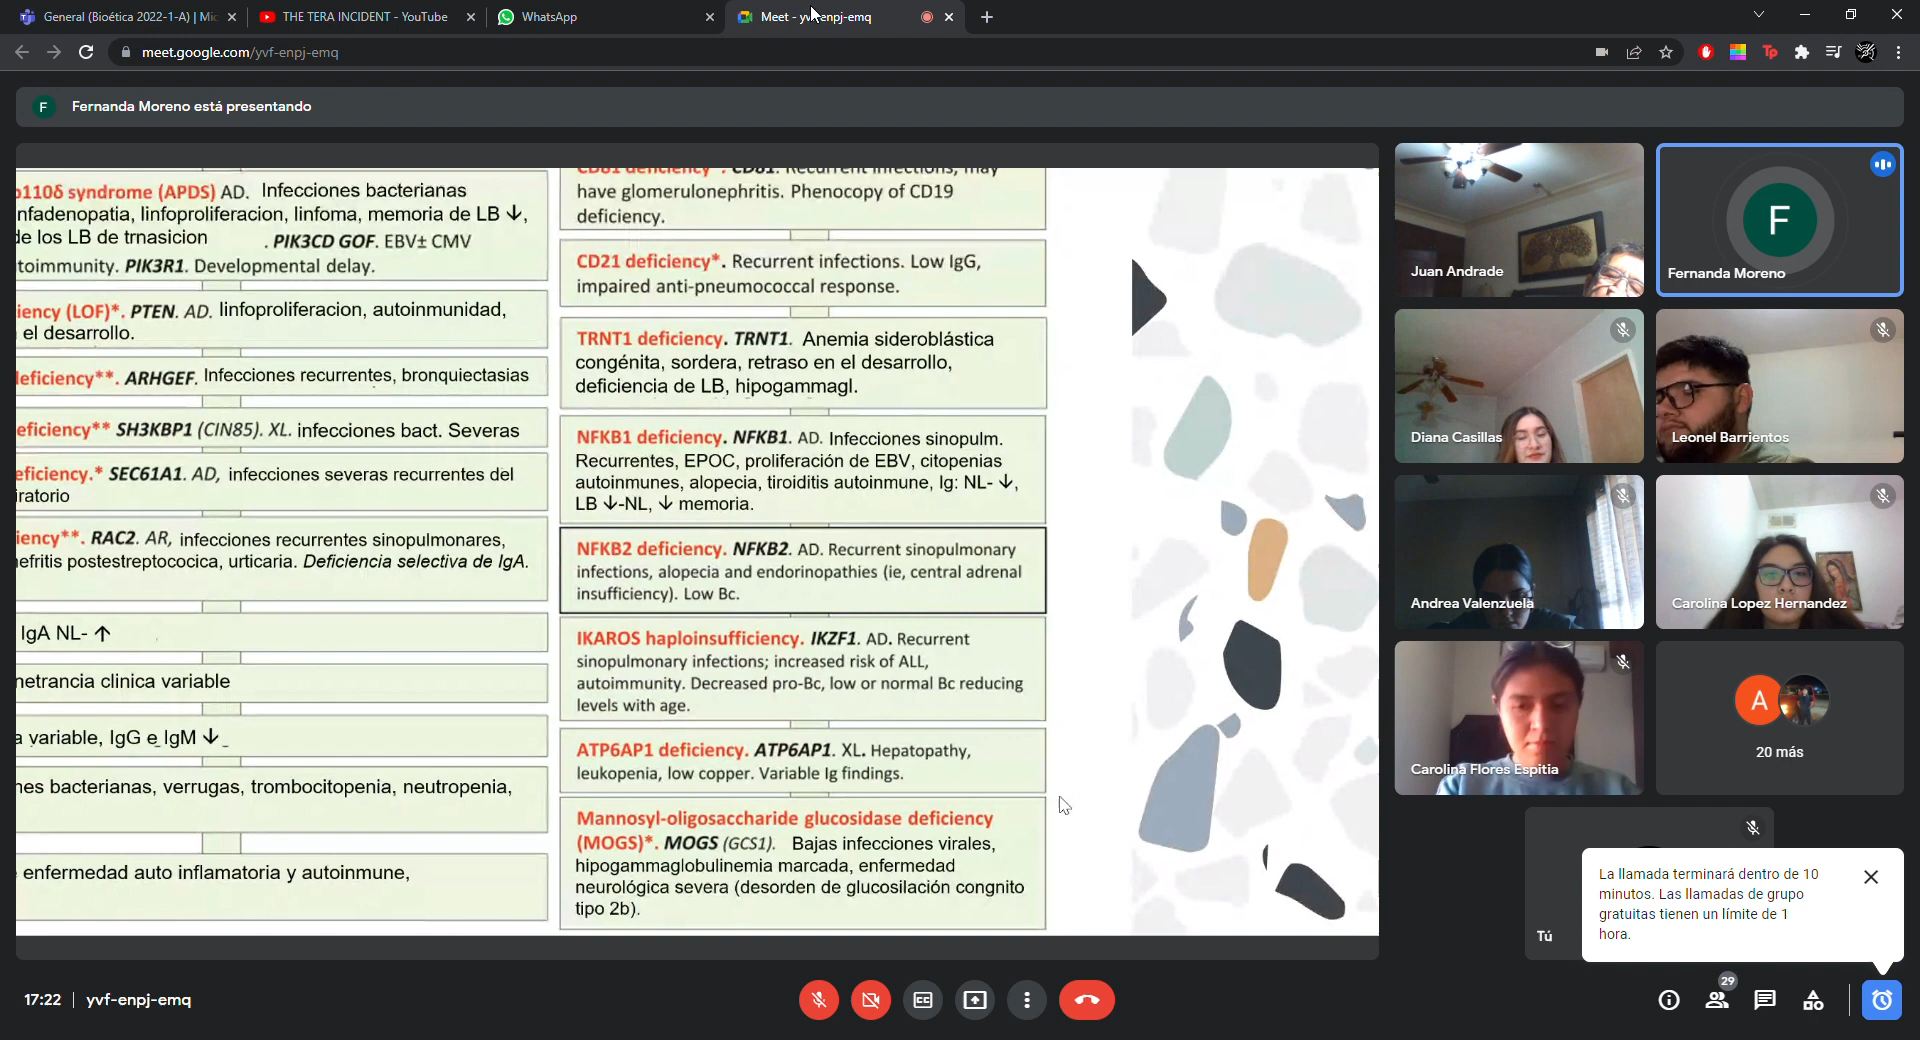 General (Bioética 2022-1-A) | Mic
THE TERA INCIDENT - YouTube
WhatsApp
Meet - yvf-enpj-emq
meet.google.com/yvf-enpj-emq
F
Fernanda Moreno está presentando
p110δ syndrome (APDS) AD. Infecciones bacterianas
nfadenopatia, linfoproliferacion, linfoma, memoria de LB ↓,
de los LB de trnasicion . PIK3CD GOF. EBV± CMV
toimmunity. PIK3R1. Developmental delay.
iency (LOF)*. PTEN. AD. linfoproliferacion, autoinmunidad,
el desarrollo.
deficiency**. ARHGEF. Infecciones recurrentes, bronquiectasias
eficiency** SH3KBP1 (CIN85). XL. infecciones bact. Severas
eficiency.* SEC61A1. AD, infecciones severas recurrentes del
iratorio
iency**. RAC2. AR, infecciones recurrentes sinopulmonares,
nefritis postestreptococica, urticaria. Deficiencia selectiva de IgA.
IgA NL- ↑
netrancia clinica variable
a variable, IgG e IgM ↓
nes bacterianas, verrugas, trombocitopenia, neutropenia,
enfermedad auto inflamatoria y autoinmune,
CD81 deficiency*. CD81. Recurrent infections, may
have glomerulonephritis. Phenocopy of CD19
deficiency.
CD21 deficiency*. Recurrent infections. Low IgG,
impaired anti-pneumococcal response.
TRNT1 deficiency. TRNT1. Anemia sideroblástica
congénita, sordera, retraso en el desarrollo,
deficiencia de LB, hipogammagl.
NFKB1 deficiency. NFKB1. AD. Infecciones sinopulm.
Recurrentes, EPOC, proliferación de EBV, citopenias
autoinmunes, alopecia, tiroiditis autoinmune, Ig: NL- ↓,
LB ↓-NL, ↓ memoria.
NFKB2 deficiency. NFKB2. AD. Recurrent sinopulmonary
infections, alopecia and endorinopathies (ie, central adrenal
insufficiency). Low Bc.
IKAROS haploinsufficiency. IKZF1. AD. Recurrent
sinopulmonary infections; increased risk of ALL,
autoimmunity. Decreased pro-Bc, low or normal Bc reducing
levels with age.
ATP6AP1 deficiency. ATP6AP1. XL. Hepatopathy,
leukopenia, low copper. Variable Ig findings.
Mannosyl-oligosaccharide glucosidase deficiency
(MOGS)*. MOGS (GCS1). Bajas infecciones virales,
hipogammaglobulinemia marcada, enfermedad
neurológica severa (desorden de glucosilación congnito
tipo 2b).
Juan Andrade
F
Fernanda Moreno
Diana Casillas
Leonel Barrientos
Andrea Valenzuela
Carolina Lopez Hernandez
Carolina Flores Espitia
A
20 más
Tú
La llamada terminará dentro de 10
minutos. Las llamadas de grupo
gratuitas tienen un límite de 1
hora.
17:22 | yvf-enpj-emq
29